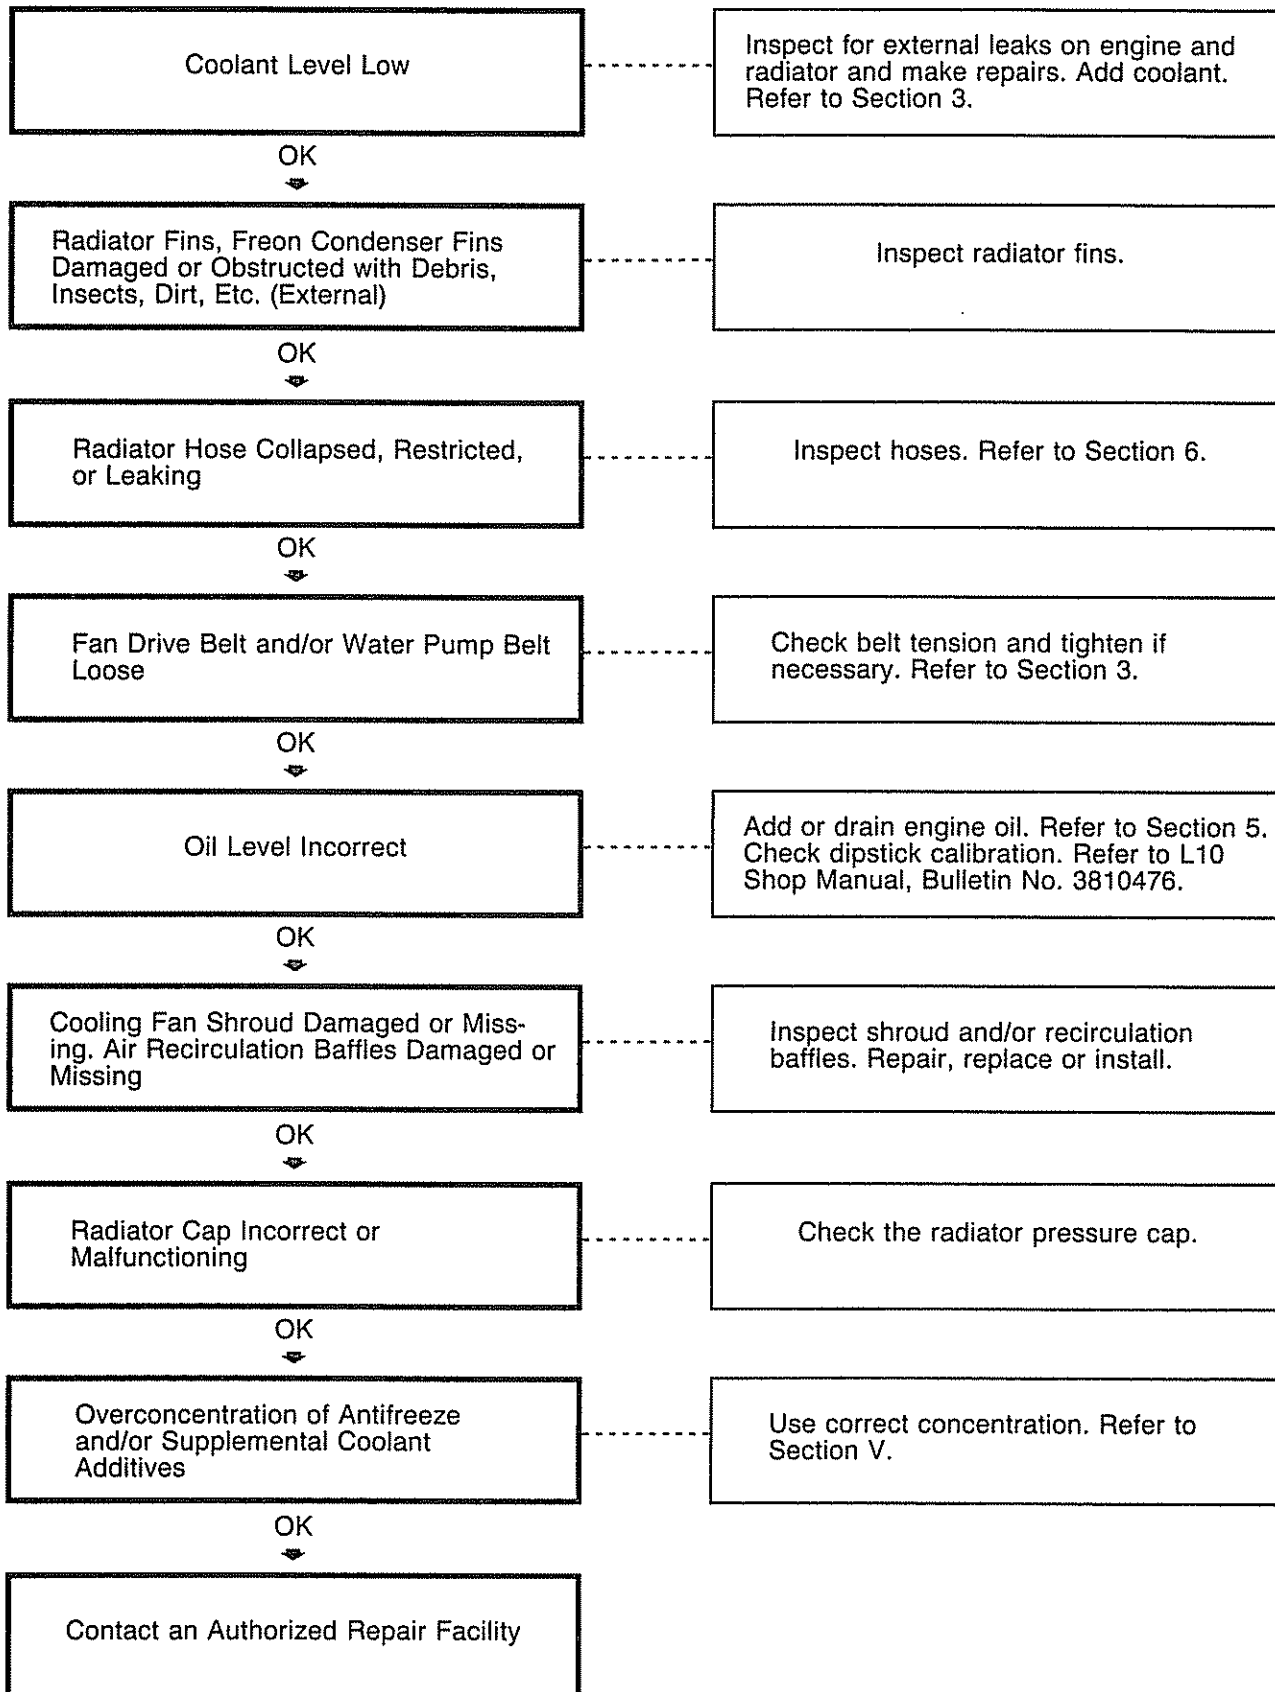 Coolant Level Low
Inspect for external leaks on engine and
radiator and make repairs. Add coolant.
Refer to Section 3.
OK
Radiator Fins, Freon Condenser Fins
Damaged or Obstructed with Debris,
Insects, Dirt, Etc. (External)
Inspect radiator fins.
OK
Radiator Hose Collapsed, Restricted,
or Leaking
Inspect hoses. Refer to Section 6.
OK
Fan Drive Belt and/or Water Pump Belt
Loose
Check belt tension and tighten if
necessary. Refer to Section 3.
OK
Oil Level Incorrect
Add or drain engine oil. Refer to Section 5.
Check dipstick calibration. Refer to L10
Shop Manual, Bulletin No. 3810476.
OK
Cooling Fan Shroud Damaged or Miss-
ing. Air Recirculation Baffles Damaged or
Missing
Inspect shroud and/or recirculation
baffles. Repair, replace or install.
OK
Radiator Cap Incorrect or
Malfunctioning
Check the radiator pressure cap.
OK
Overconcentration of Antifreeze
and/or Supplemental Coolant
Additives
Use correct concentration. Refer to
Section V.
OK
Contact an Authorized Repair Facility